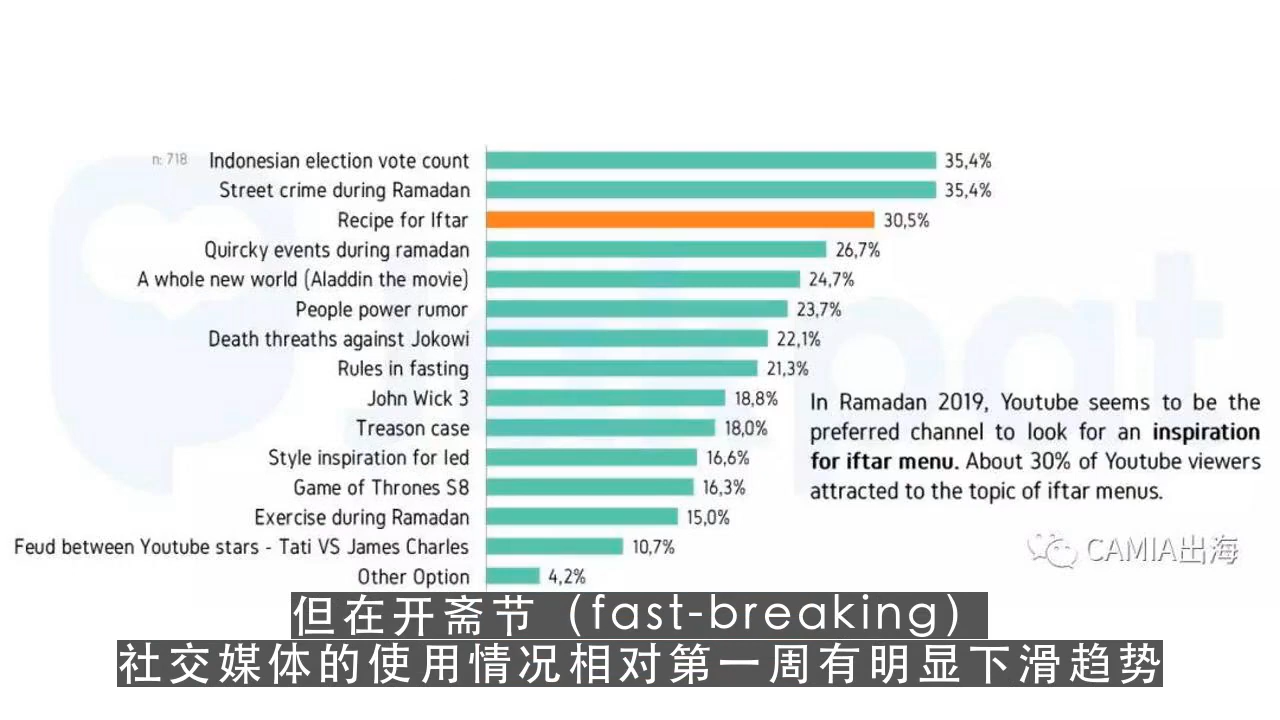 n: 718
Indonesian election vote count 35,4%
Street crime during Ramadan 35,4%
Recipe for Iftar 30,5%
Quircky events during ramadan 26,7%
A whole new world (Aladdin the movie) 24,7%
People power rumor 23,7%
Death threaths against Jokowi 22,1%
Rules in fasting 21,3%
John Wick 3 18,8%
Treason case 18,0%
Style inspiration for Ied 16,6%
Game of Thrones S8 16,3%
Exercise during Ramadan 15,0%
Feud between Youtube stars - Tati VS James Charles 10,7%
Other Option 4,2%
In Ramadan 2019, Youtube seems to be the
preferred channel to look for an inspiration
for iftar menu. About 30% of Youtube viewers
attracted to the topic of iftar menus.
CAMIA出海
但在开斋节（fast-breaking）
社交媒体的使用情况相对第一周有明显下滑趋势